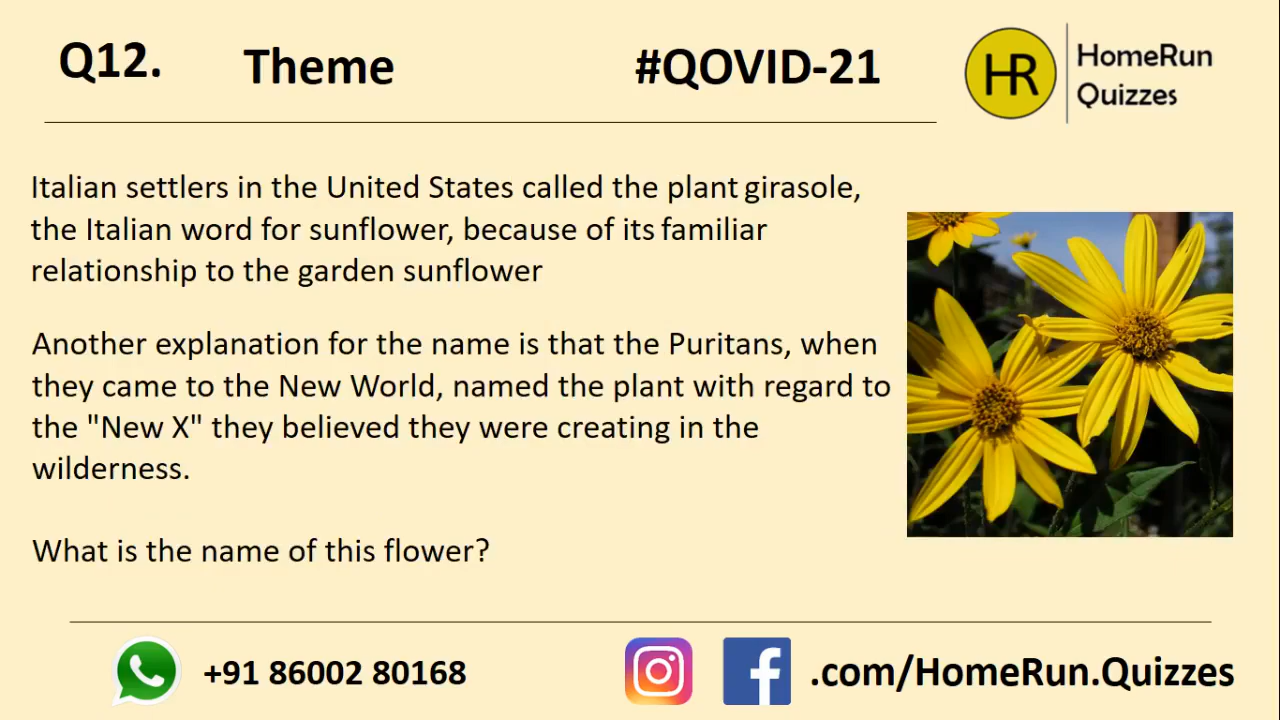 Q12. Theme #QOVID-21
HR HomeRun
Quizzes
Italian settlers in the United States called the plant girasole,
the Italian word for sunflower, because of its familiar
relationship to the garden sunflower
Another explanation for the name is that the Puritans, when
they came to the New World, named the plant with regard to
the "New X" they believed they were creating in the
wilderness.
What is the name of this flower?
+91 86002 80168
.com/HomeRun.Quizzes